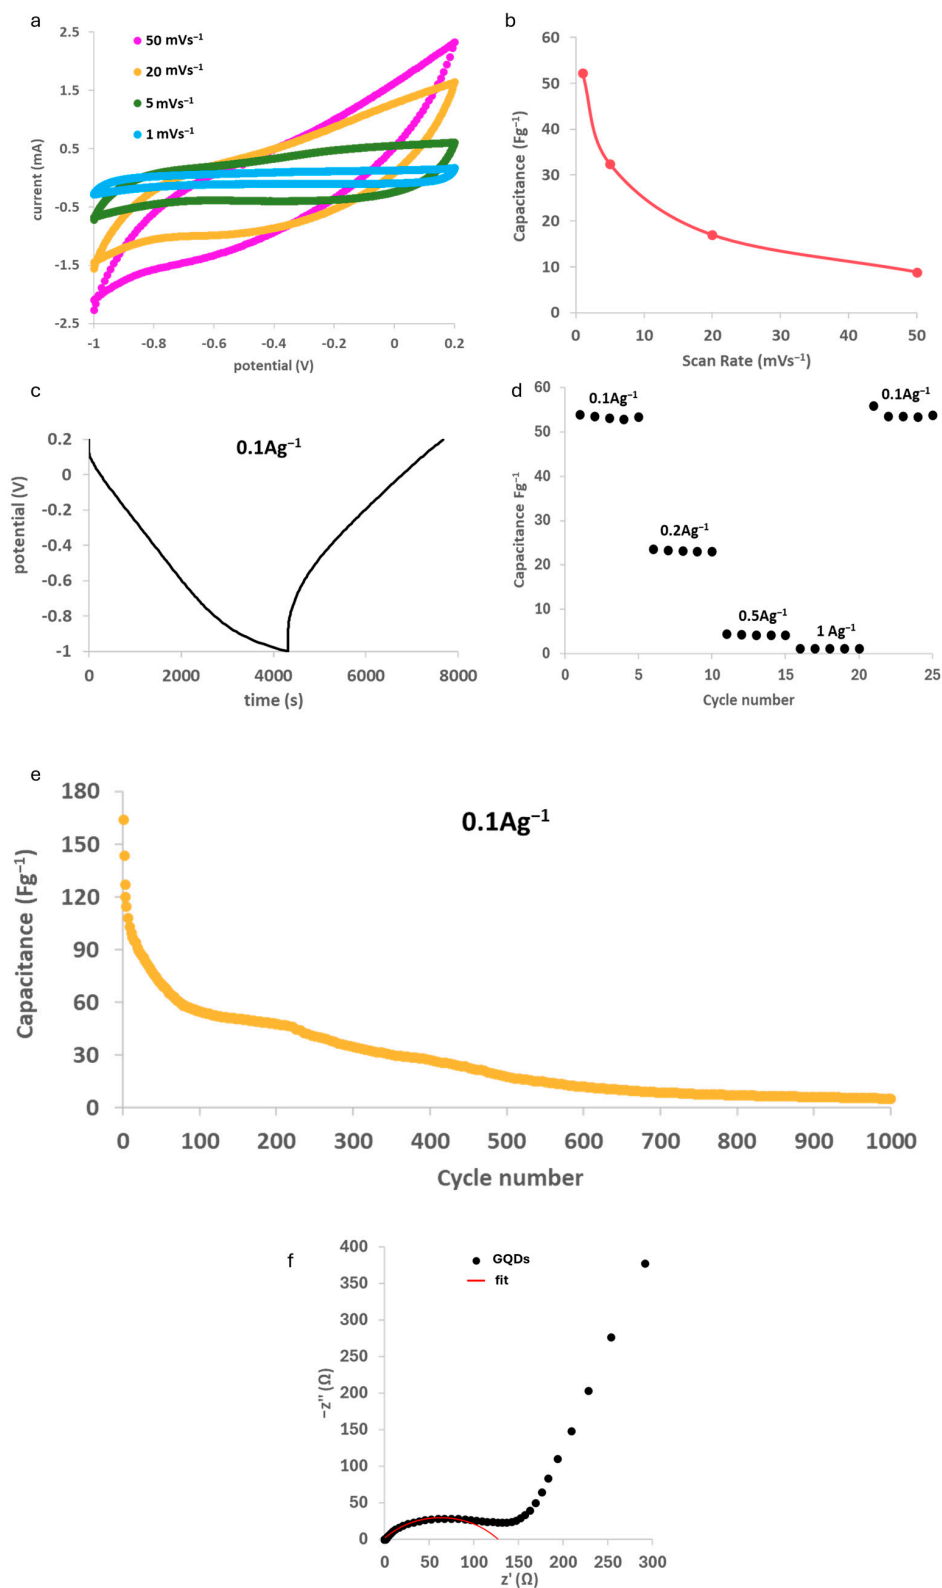 a
50 mVs⁻¹
20 mVs⁻¹
5 mVs⁻¹
1 mVs⁻¹
2.5
1.5
0.5
-0.5
-1.5
-2.5
current (mA)
-1 -0.8 -0.6 -0.4 -0.2 0 0.2
potential (V)
b
60
50
40
30
20
10
0
Capacitance (Fg⁻¹)
0 10 20 30 40 50
Scan Rate (mVs⁻¹)
c
0.1Ag⁻¹
0.2
0
-0.2
-0.4
-0.6
-0.8
-1
potential (V)
0 2000 4000 6000 8000
time (s)
d
60
50
40
30
20
10
0
Capacitance Fg⁻¹
0.1Ag⁻¹
0.2Ag⁻¹
0.5Ag⁻¹
1 Ag⁻¹
0.1Ag⁻¹
0 5 10 15 20 25
Cycle number
e
0.1Ag⁻¹
180
150
120
90
60
30
0
Capacitance (Fg⁻¹)
0 100 200 300 400 500 600 700 800 900 1000
Cycle number
f
GQDs
fit
400
350
300
250
200
150
100
50
0
−z'' (Ω)
0 50 100 150 200 250 300
z' (Ω)